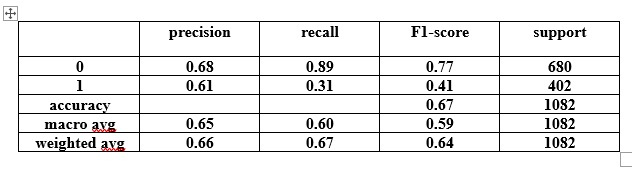 precision recall F1-score support
0 0.68 0.89 0.77 680
1 0.61 0.31 0.41 402
accuracy 0.67 1082
macro avg 0.65 0.60 0.59 1082
weighted avg 0.66 0.67 0.64 1082